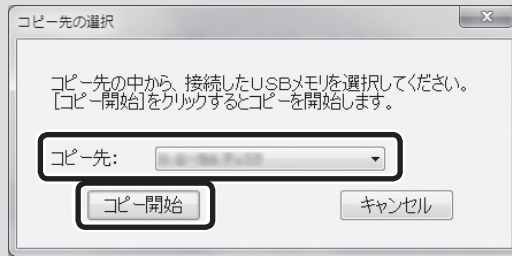 コピー先の選択
コピー先の中から、接続したUSBメモリを選択してください。
[コピー開始]をクリックするとコピーを開始します。
コピー先:
コピー開始
キャンセル